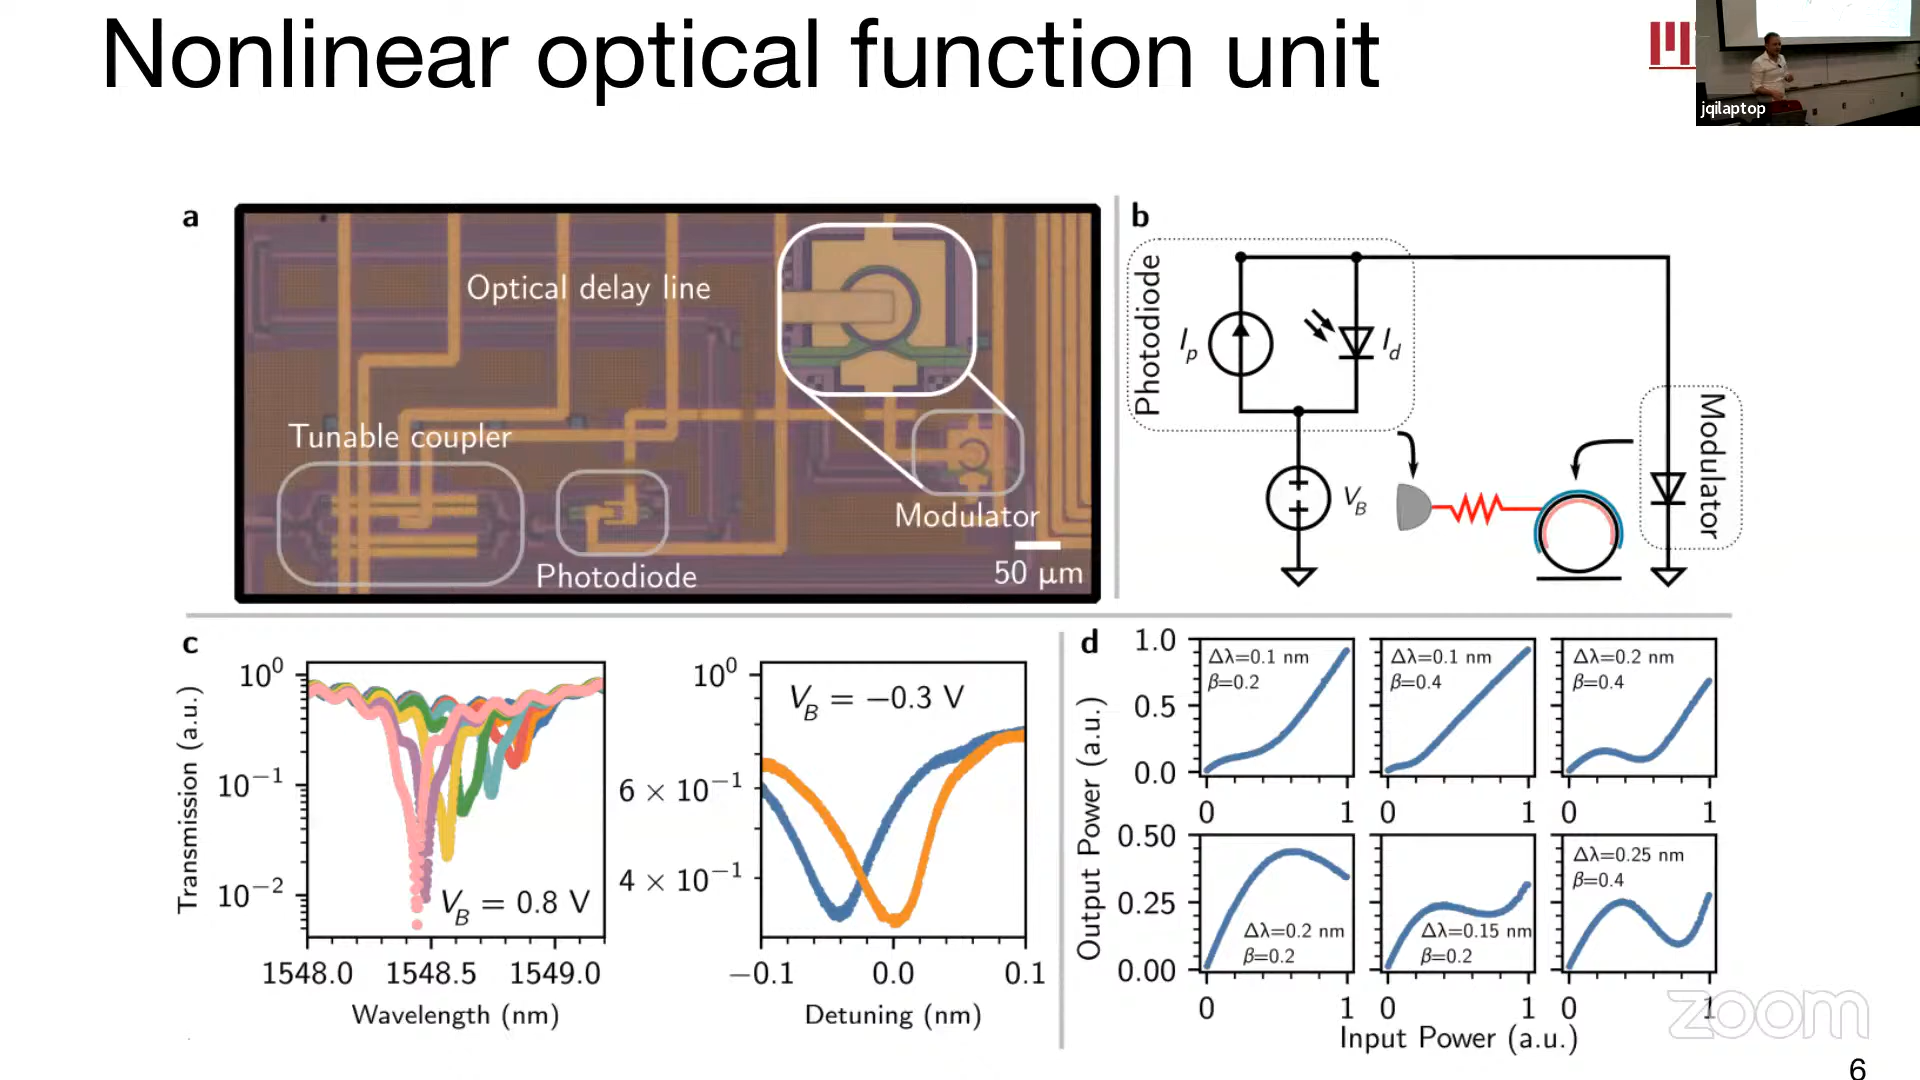 Nonlinear optical function unit
jqilaptop
a
Optical delay line
Tunable coupler
Photodiode
Modulator
50 μm
b
Photodiode
I_p
I_d
V_B
Modulator
c
Transmission (a.u.)
10⁰
10⁻¹
10⁻²
V_B = 0.8 V
1548.0 1548.5 1549.0
Wavelength (nm)
10⁰
6 × 10⁻¹
4 × 10⁻¹
V_B = −0.3 V
−0.1 0.0 0.1
Detuning (nm)
d
Output Power (a.u.)
1.0
0.5
0.0
Δλ=0.1 nm
β=0.2
0 1
Δλ=0.1 nm
β=0.4
0 1
Δλ=0.2 nm
β=0.4
0 1
0.50
0.25
0.00
Δλ=0.2 nm
β=0.2
0 1
Δλ=0.15 nm
β=0.2
0 1
Δλ=0.25 nm
β=0.4
0 1
Input Power (a.u.)
zoom
6